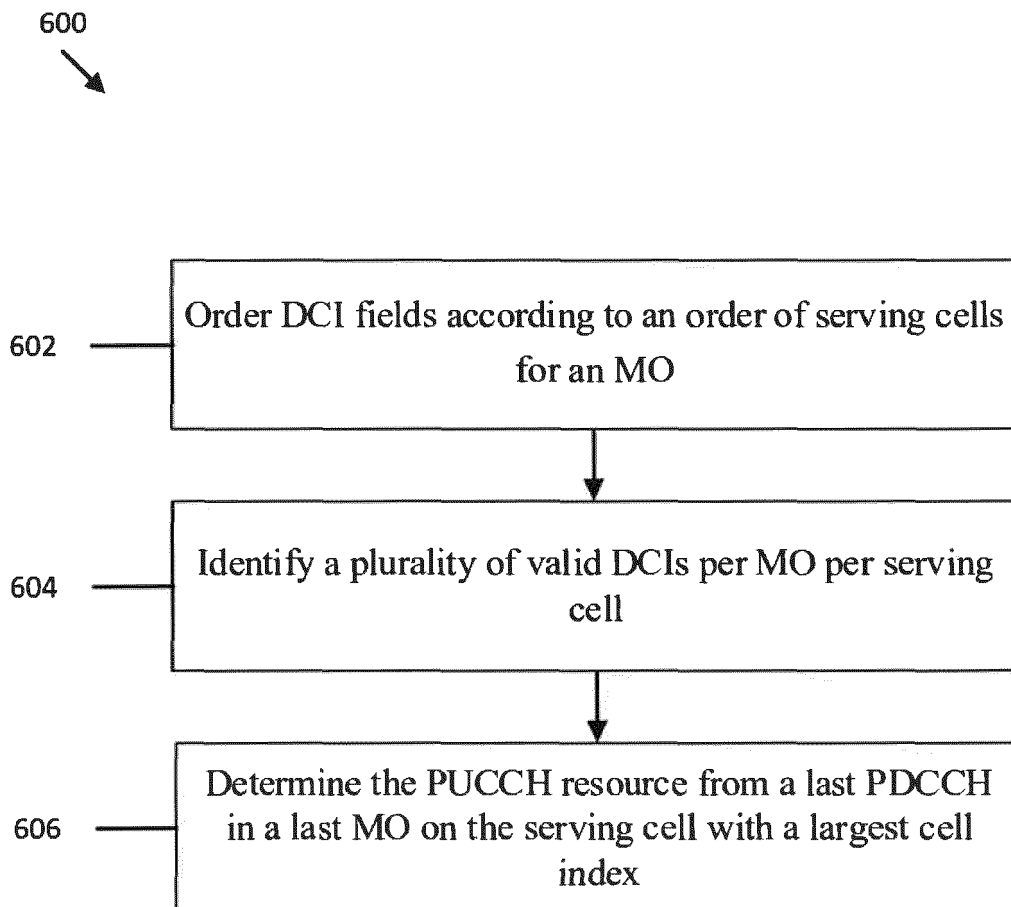 600
602
Order DCI fields according to an order of serving cells
for an MO
604
Identify a plurality of valid DCIs per MO per serving
cell
606
Determine the PUCCH resource from a last PDCCH
in a last MO on the serving cell with a largest cell
index